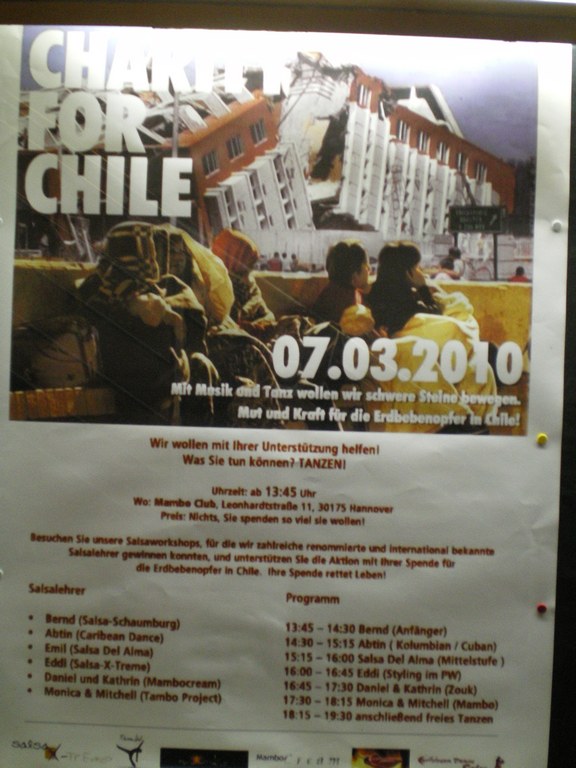 CHARITY
FOR
CHILE
07.03.2010
Mit Musik und Tanz wollen wir schwere Steine bewegen.
Mut und Kraft für die Erdbebenopfer in Chile!
Wir wollen mit Ihrer Unterstützung helfen!
Was Sie tun können? TANZEN!
Uhrzeit: ab 13:45 Uhr
Wo: Mambo Club, Leonhardtstraße 11, 30175 Hannover
Preis: Nichts, Sie spenden so viel sie wollen!
Besuchen Sie unsere Salsaworkshops, für die wir zahlreiche renommierte und international bekannte
Salsalehrer gewinnen konnten, und unterstützen Sie die Aktion mit Ihrer Spende für
die Erdbebenopfer in Chile. Ihre Spende rettet Leben!
Salsalehrer
• Bernd (Salsa-Schaumburg)
• Abtin (Caribean Dance)
• Emil (Salsa Del Alma)
• Eddi (Salsa-X-Treme)
• Daniel und Kathrin (Mambocream)
• Monica & Mitchell (Tambo Project)
Programm
13:45 – 14:30 Bernd (Anfänger)
14:30 – 15:15 Abtin ( Kolumbian / Cuban)
15:15 – 16:00 Salsa Del Alma (Mittelstufe )
16:00 – 16:45 Eddi (Styling im PW)
16:45 – 17:30 Daniel & Kathrin (Zouk)
17:30 – 18:15 Monica & Mitchell (Mambo)
18:15 – 19:30 anschließend freies Tanzen
salsa